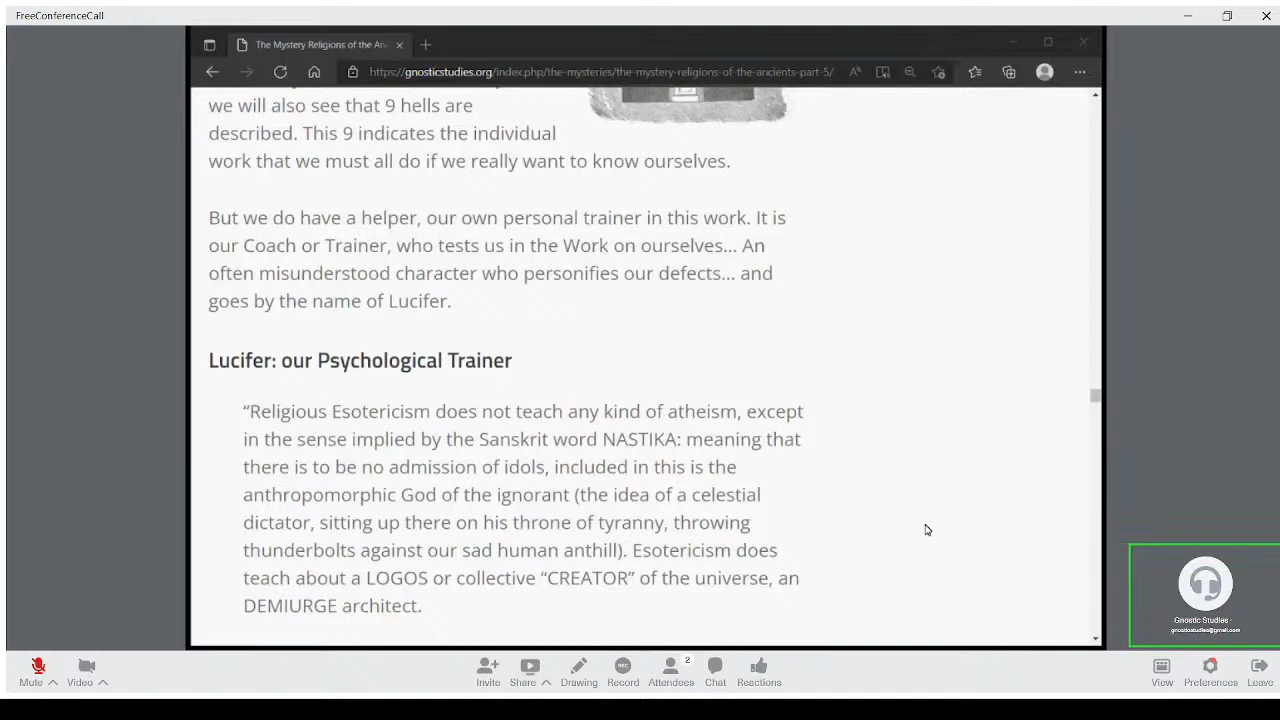 FreeConferenceCall
The Mystery Religions of the An
https://gnosticstudies.org/index.php/the-mysteries/the-mystery-religions-of-the-ancients-part-5/
we will also see that 9 hells are
described. This 9 indicates the individual
work that we must all do if we really want to know ourselves.
But we do have a helper, our own personal trainer in this work. It is
our Coach or Trainer, who tests us in the Work on ourselves... An
often misunderstood character who personifies our defects... and
goes by the name of Lucifer.
Lucifer: our Psychological Trainer
“Religious Esotericism does not teach any kind of atheism, except
in the sense implied by the Sanskrit word NASTIKA: meaning that
there is to be no admission of idols, included in this is the
anthropomorphic God of the ignorant (the idea of a celestial
dictator, sitting up there on his throne of tyranny, throwing
thunderbolts against our sad human anthill). Esotericism does
teach about a LOGOS or collective “CREATOR” of the universe, an
DEMIURGE architect.
Gnostic Studies -
gnosticstudies@gmail.com
Mute Video Invite Share Drawing REC Record 2 Attendees Chat Reactions View Preferences Leave